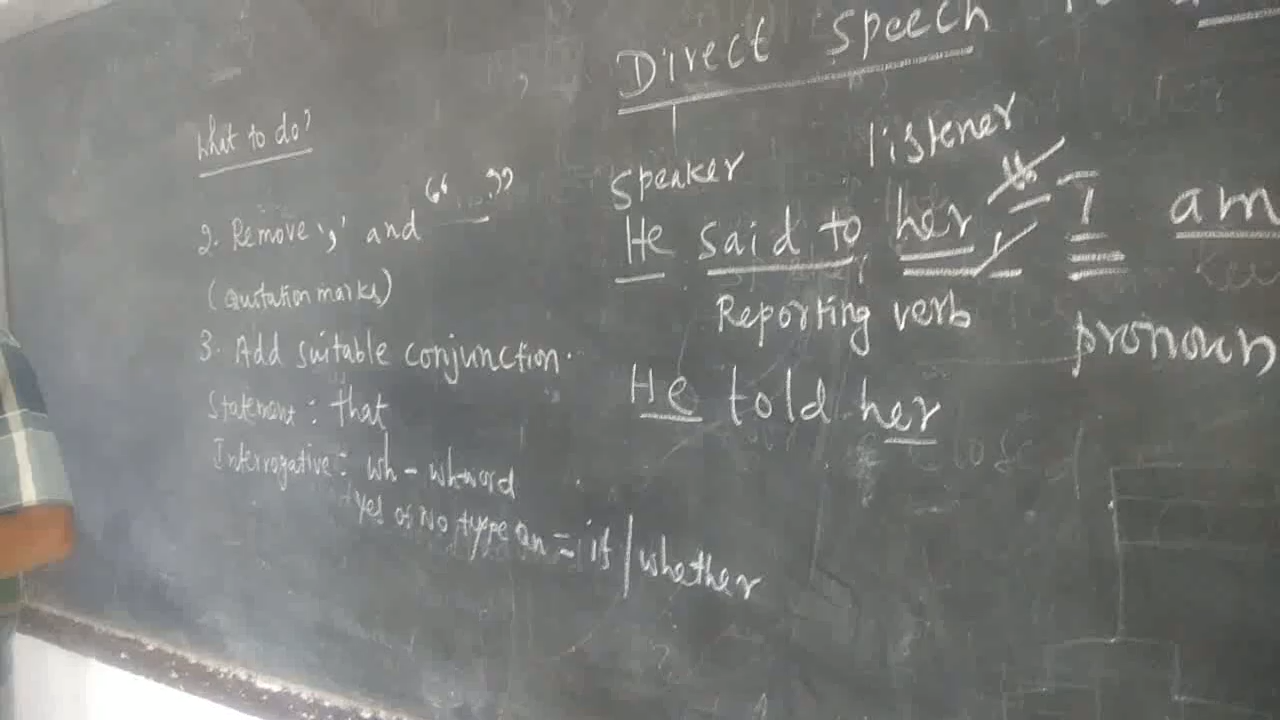 What to do?
2. Remove ',' and “ ... ”
(Quotation marks)
3. Add suitable conjunction.
Statement : that
Interrogative : wh - wh-word
Yes or No type qn = if / whether
Direct Speech
Speaker listener
He said to her I am
Reporting verb pronoun
He told her